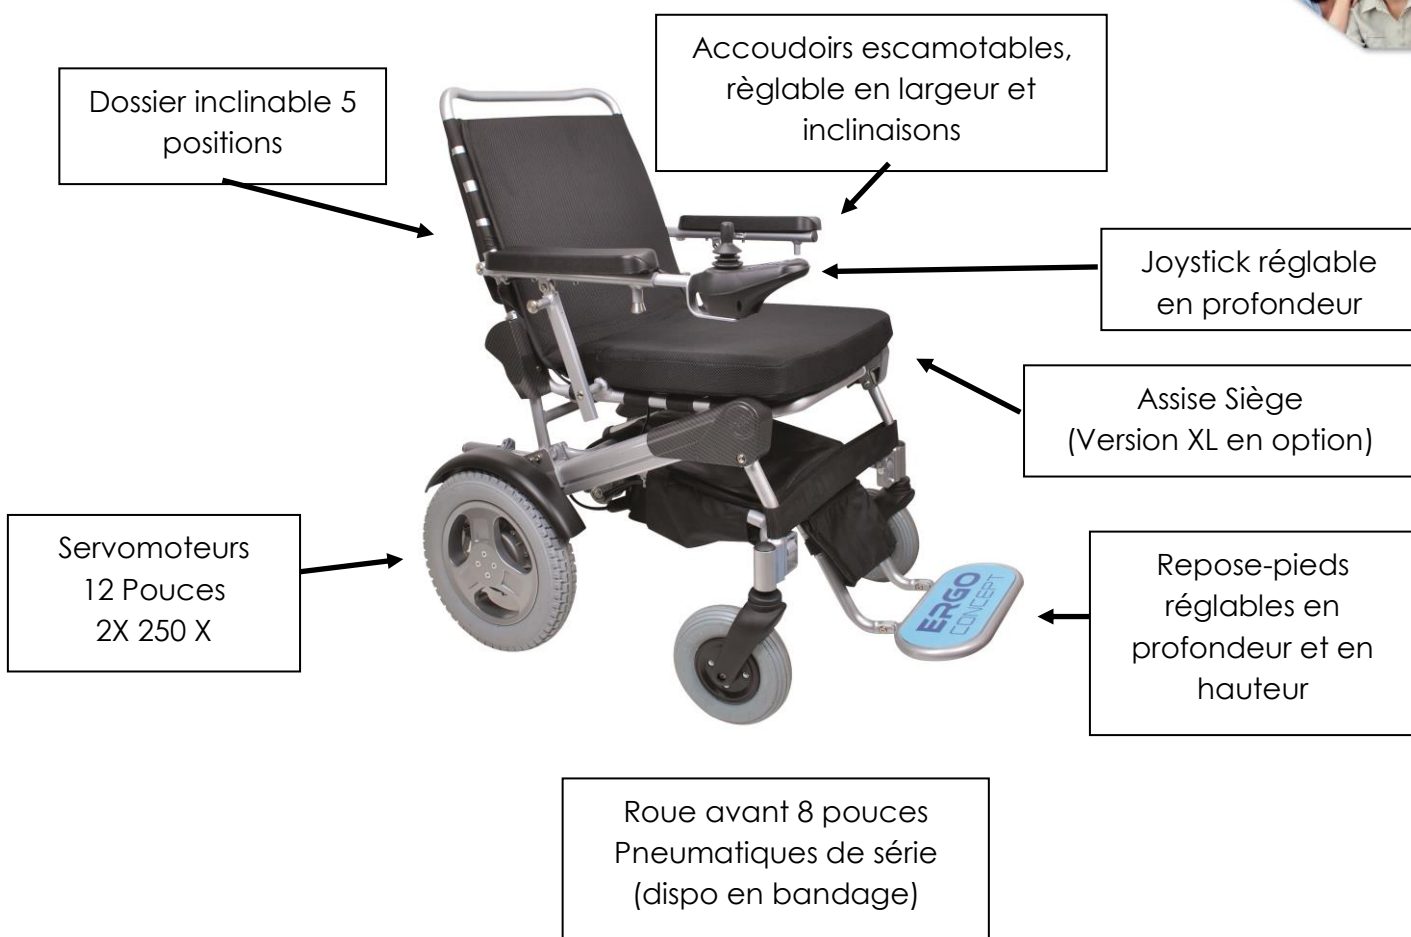 Dossier inclinable 5
positions
Accoudoirs escamotables,
règlable en largeur et
inclinaisons
Joystick réglable
en profondeur
Assise Siège
(Version XL en option)
Servomoteurs
12 Pouces
2X 250 X
Repose-pieds
réglables en
profondeur et en
hauteur
ERGO
CONCEPT
Roue avant 8 pouces
Pneumatiques de série
(dispo en bandage)